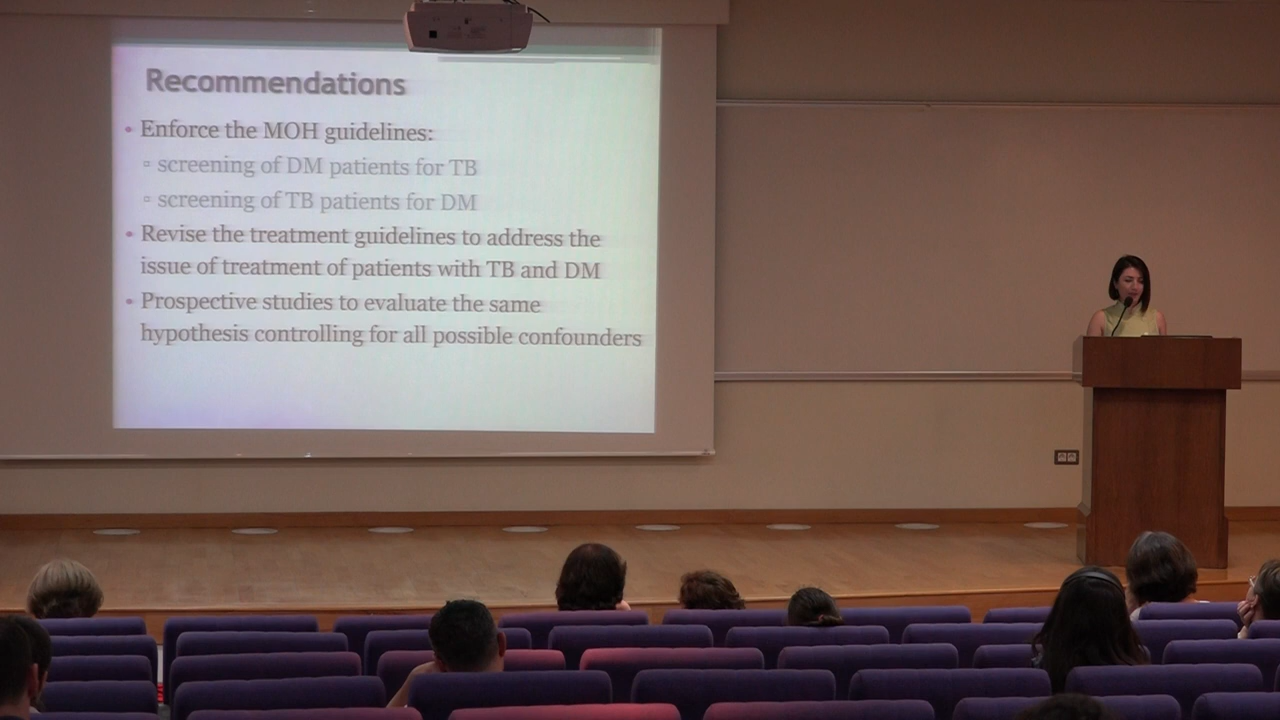 Recommendations
• Enforce the MOH guidelines:
▫ screening of DM patients for TB
▫ screening of TB patients for DM
• Revise the treatment guidelines to address the
issue of treatment of patients with TB and DM
• Prospective studies to evaluate the same
hypothesis controlling for all possible confounders